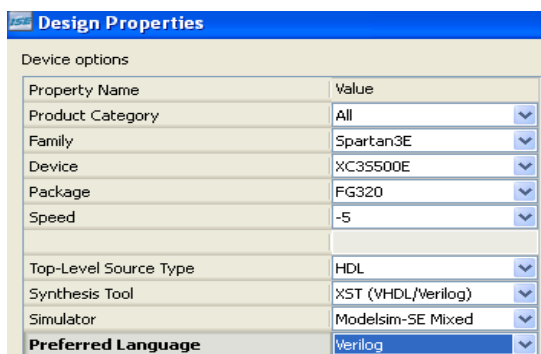 ISE Design Properties
Device options
Property Name Value
Product Category All
Family Spartan3E
Device XC3S500E
Package FG320
Speed -5
Top-Level Source Type HDL
Synthesis Tool XST (VHDL/Verilog)
Simulator Modelsim-SE Mixed
Preferred Language Verilog